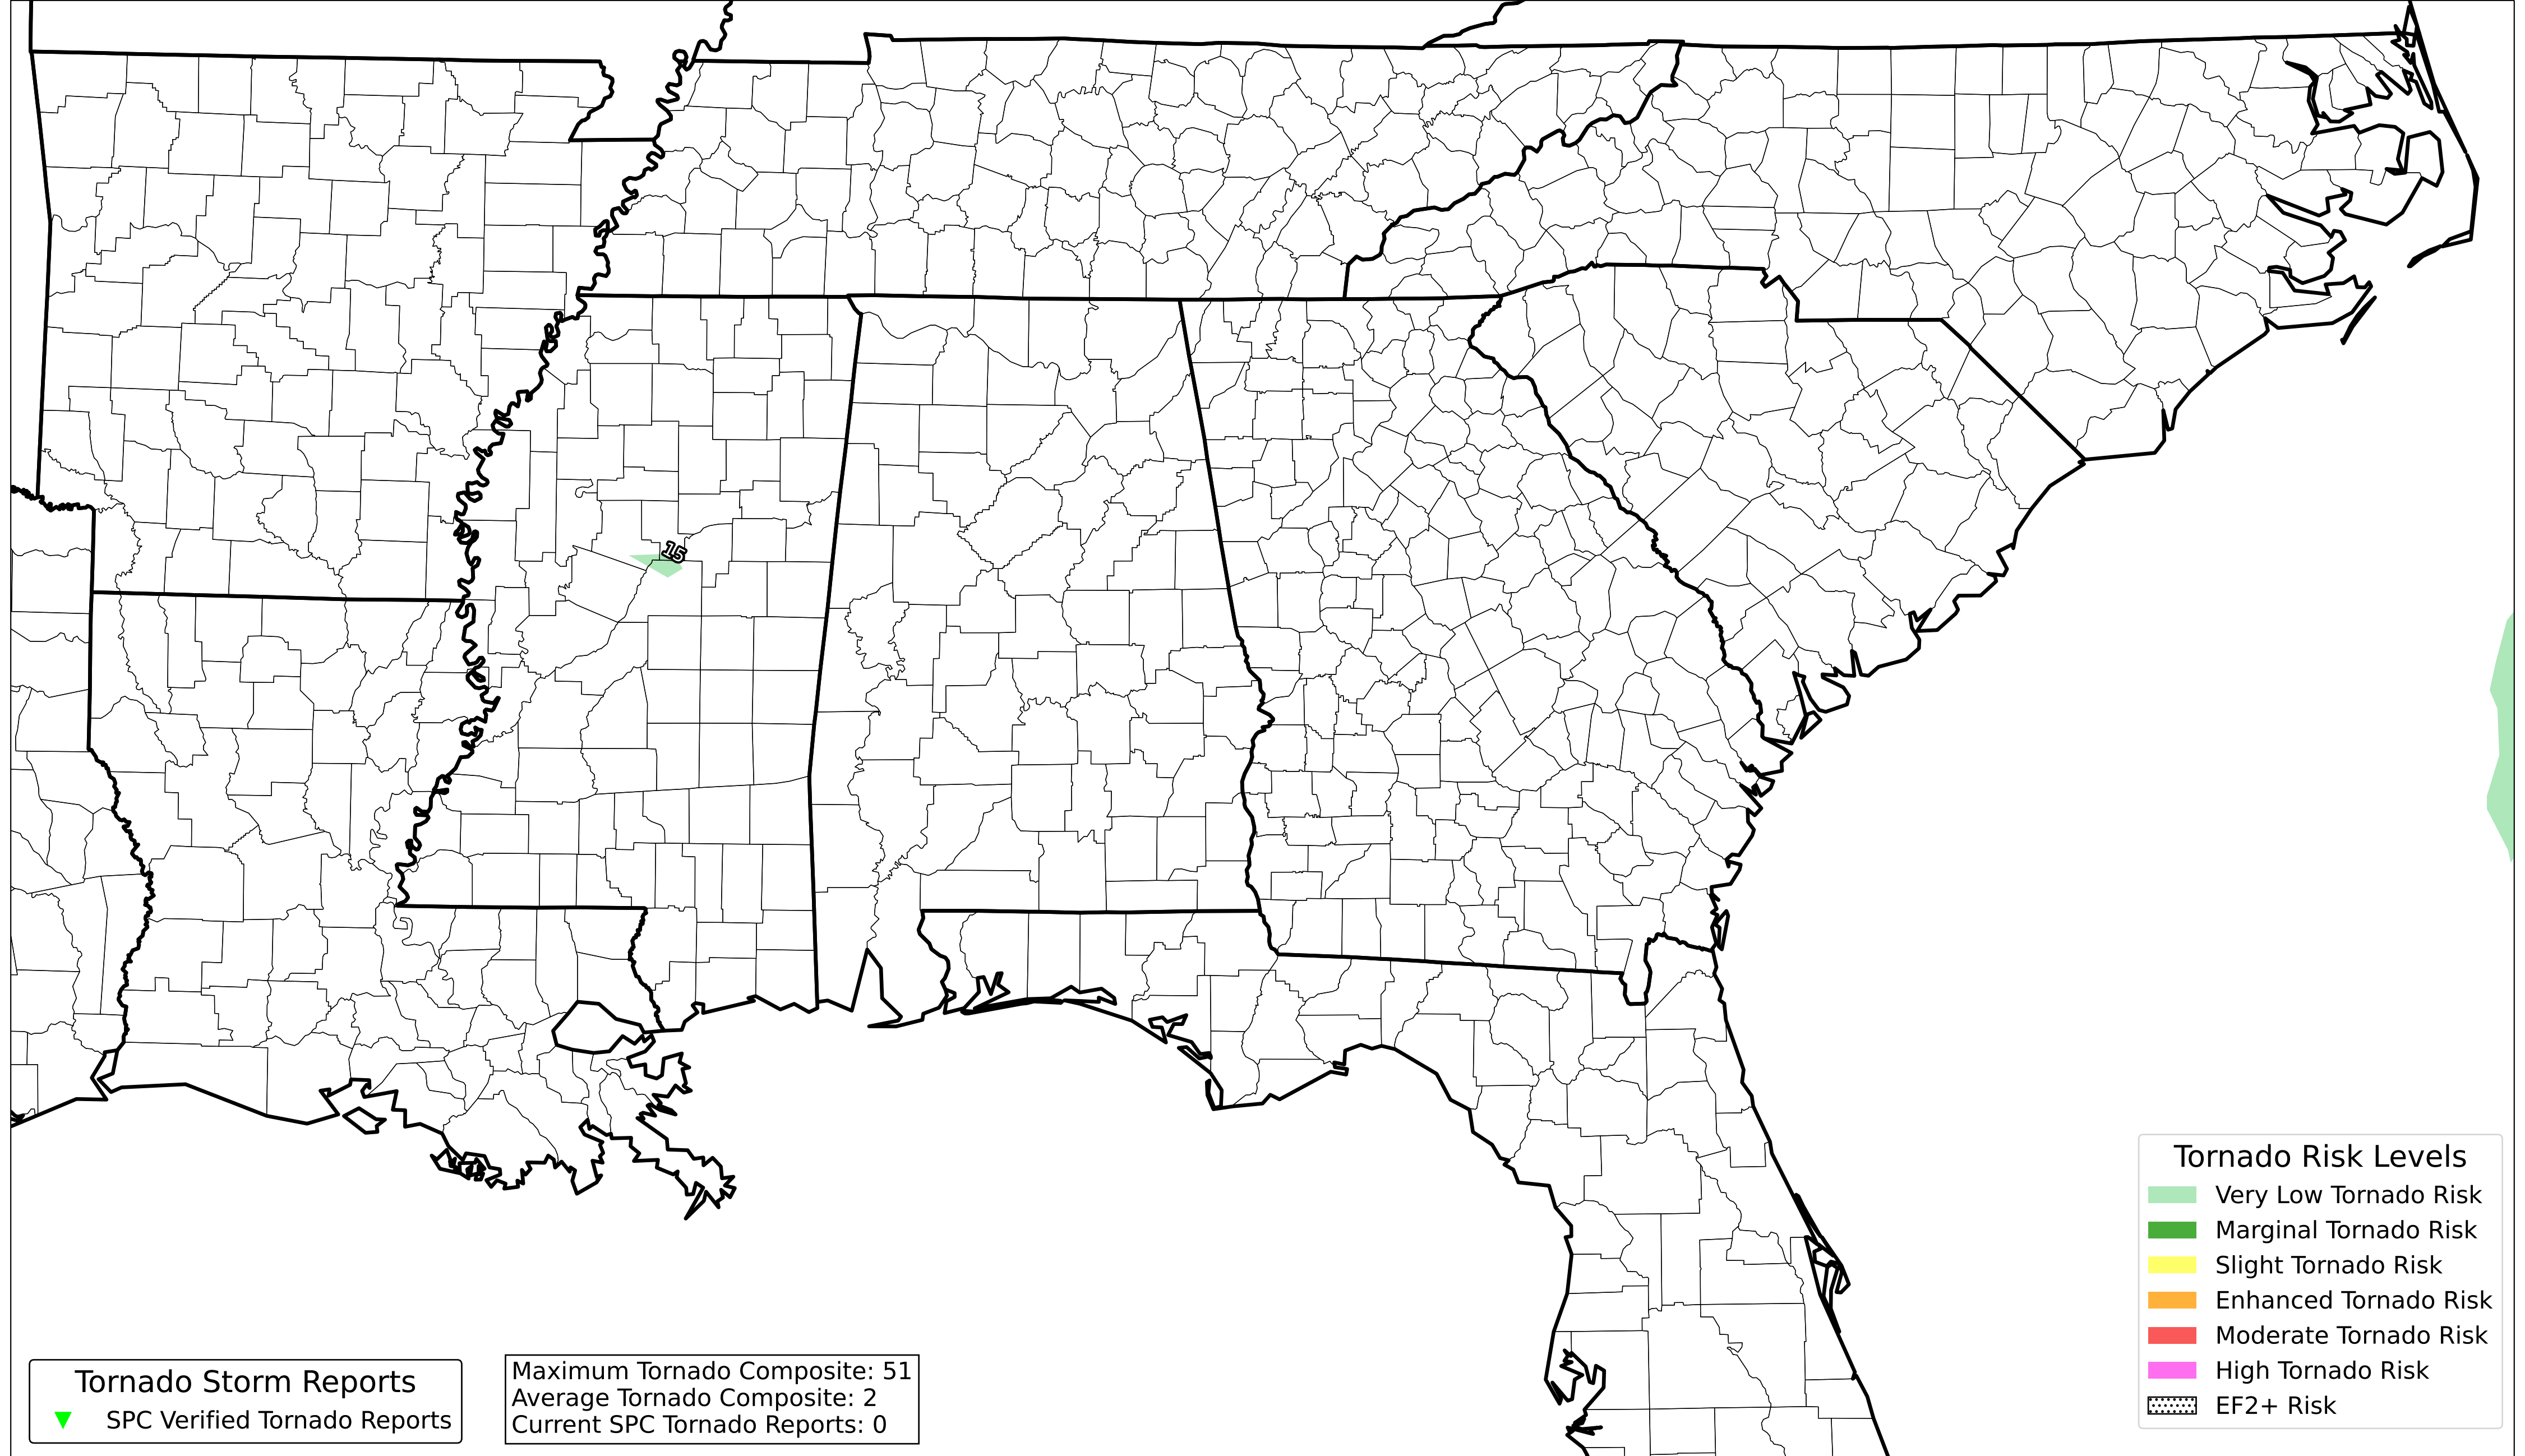 15
Tornado Risk Levels
Very Low Tornado Risk
Marginal Tornado Risk
Slight Tornado Risk
Enhanced Tornado Risk
Moderate Tornado Risk
High Tornado Risk
EF2+ Risk
Tornado Storm Reports
SPC Verified Tornado Reports
Maximum Tornado Composite: 51
Average Tornado Composite: 2
Current SPC Tornado Reports: 0